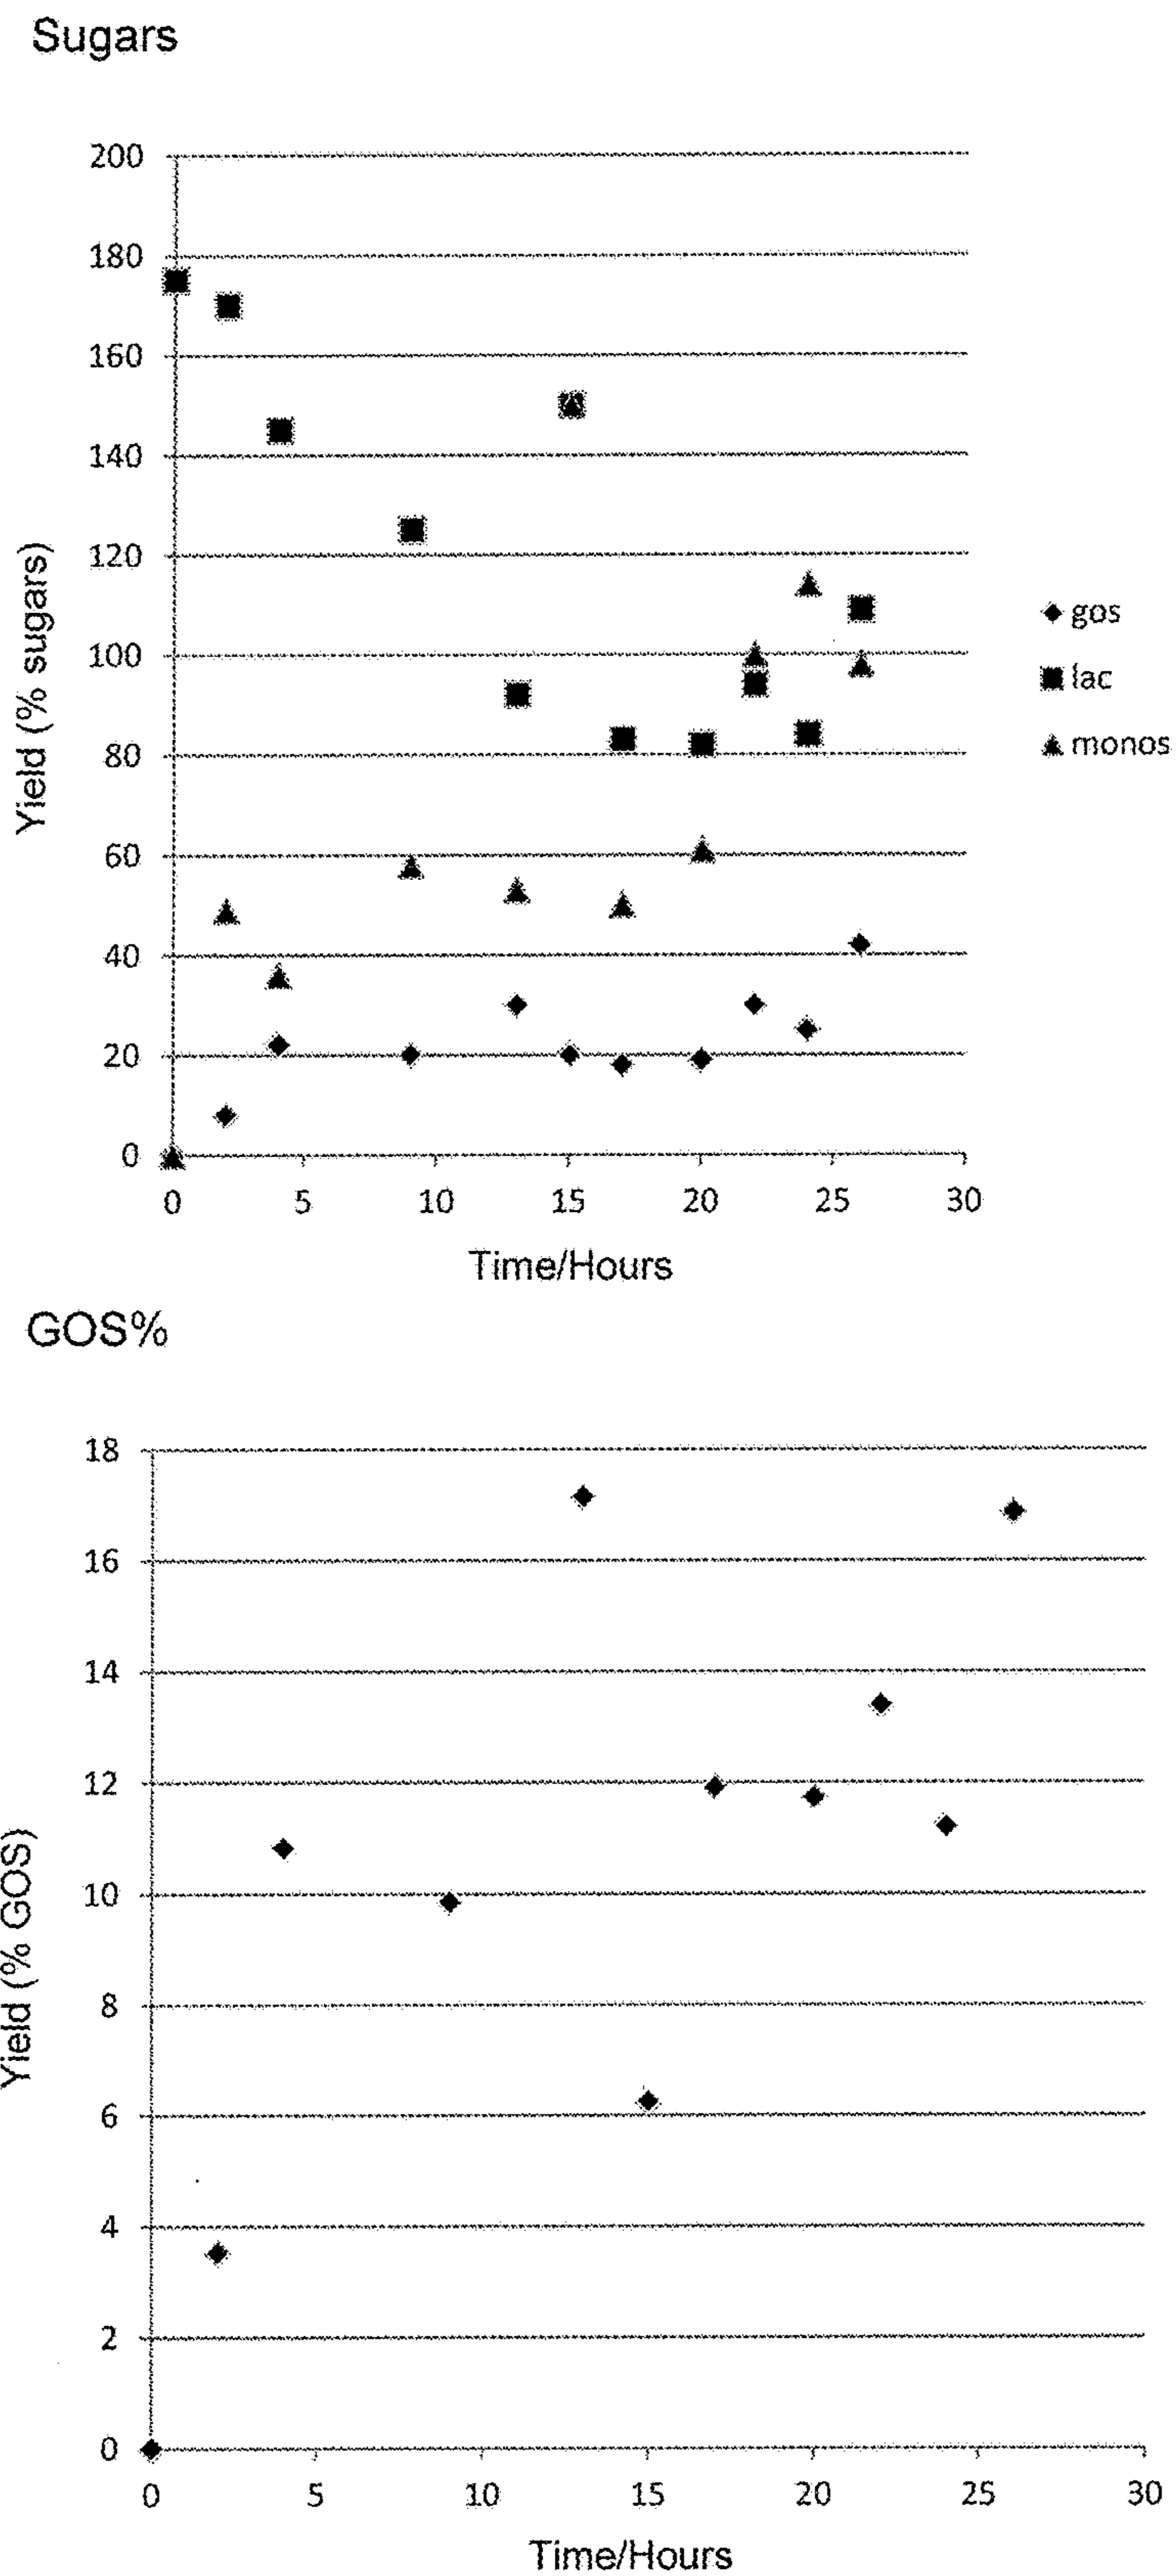 Sugars
200
180
160
140
120
100
80
60
40
20
0
Yield (% sugars)
gos
lac
monos
0 5 10 15 20 25 30
Time/Hours
GOS%
18
16
14
12
10
8
6
4
2
0
Yield (% GOS)
0 5 10 15 20 25 30
Time/Hours